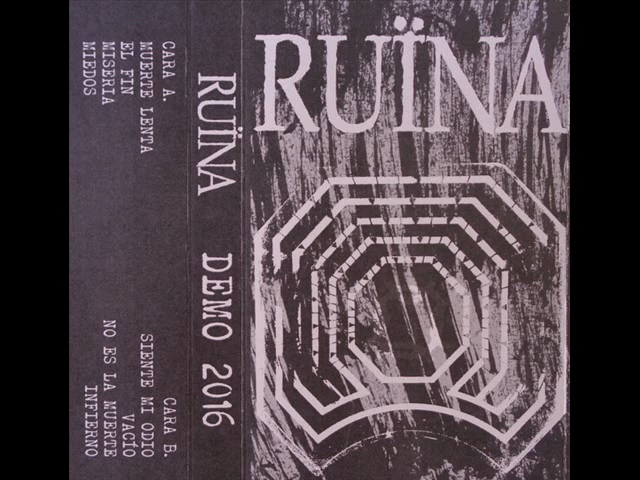 RUÏNA
RUÏNA DEMO 2016
CARA A.
MUERTE LENTA
EL FIN
MISERIA
MIEDOS
CARA B.
SIENTE MI ODIO
VACÍO
NO ES LA MUERTE
INFIERNO